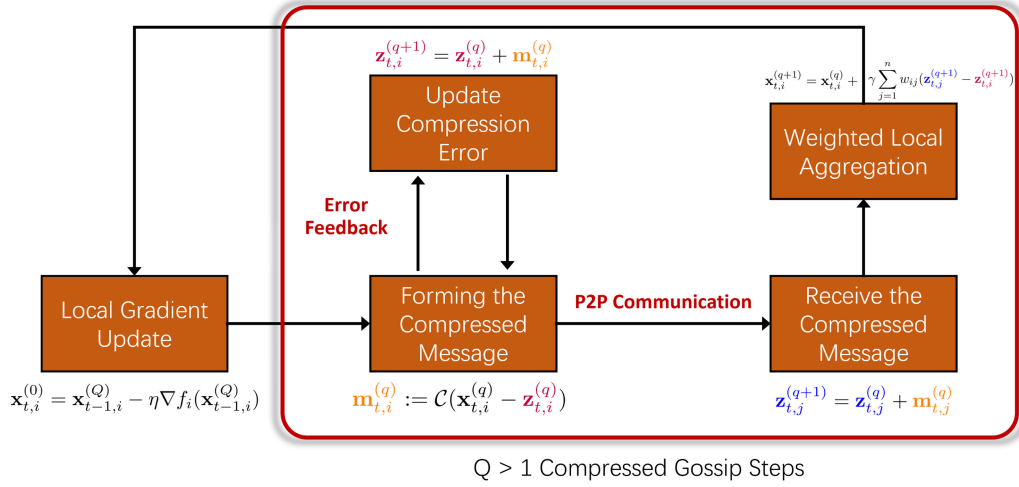 𝐳_{t,i}^{(q+1)} = 𝐳_{t,i}^{(q)} + 𝐦_{t,i}^{(q)}
Update
Compression
Error
𝐱_{t,i}^{(q+1)} = 𝐱_{t,i}^{(q)} + γ∑_{j=1}^{n} w_{ij}(𝐳_{t,j}^{(q+1)} − 𝐳_{t,i}^{(q+1)})
Weighted Local
Aggregation
Error
Feedback
Local Gradient
Update
𝐱_{t,i}^{(0)} = 𝐱_{t−1,i}^{(Q)} − η∇f_i(𝐱_{t−1,i}^{(Q)})
Forming the
Compressed
Message
𝐦_{t,i}^{(q)} := 𝒞(𝐱_{t,i}^{(q)} − 𝐳_{t,i}^{(q)})
P2P Communication
Receive the
Compressed
Message
𝐳_{t,j}^{(q+1)} = 𝐳_{t,j}^{(q)} + 𝐦_{t,j}^{(q)}
Q > 1 Compressed Gossip Steps